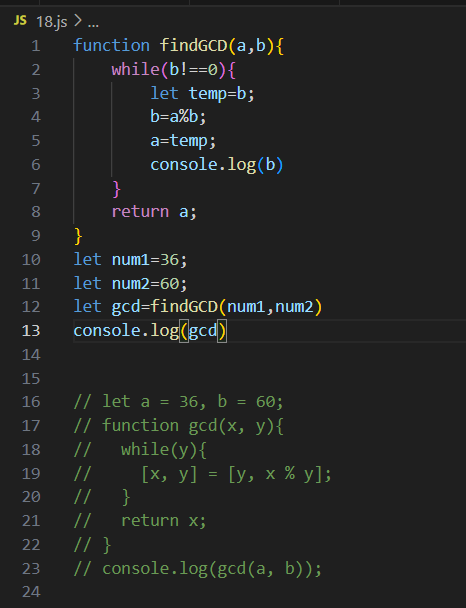 JS 18.js > ...
1 function findGCD(a,b){
2     while(b!==0){
3         let temp=b;
4         b=a%b;
5         a=temp;
6         console.log(b)
7     }
8     return a;
9 }
10 let num1=36;
11 let num2=60;
12 let gcd=findGCD(num1,num2)
13 console.log(gcd)
14
15
16 // let a = 36, b = 60;
17 // function gcd(x, y){
18 //   while(y){
19 //     [x, y] = [y, x % y];
20 //   }
21 //   return x;
22 // }
23 // console.log(gcd(a, b));
24